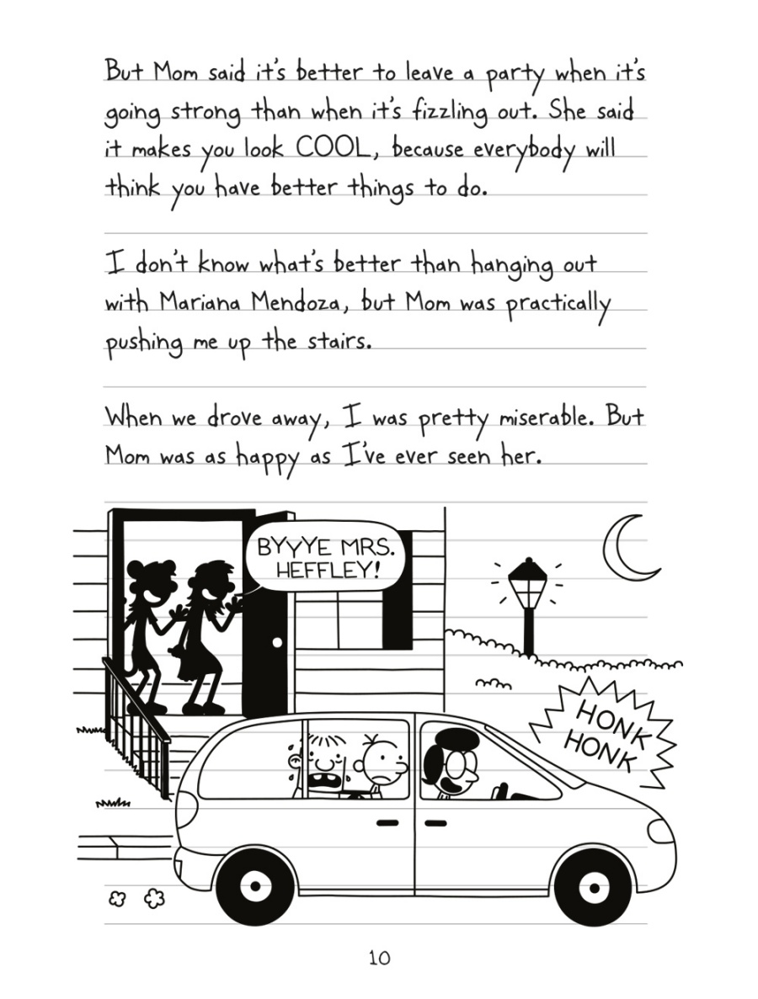 But Mom said it's better to leave a party when it's
going strong than when it's fizzling out. She said
it makes you look COOL, because everybody will
think you have better things to do.
I don't know what's better than hanging out
with Mariana Mendoza, but Mom was practically
pushing me up the stairs.
When we drove away, I was pretty miserable. But
Mom was as happy as I've ever seen her.
BYYYE MRS.
HEFFLEY!
HONK
HONK
10